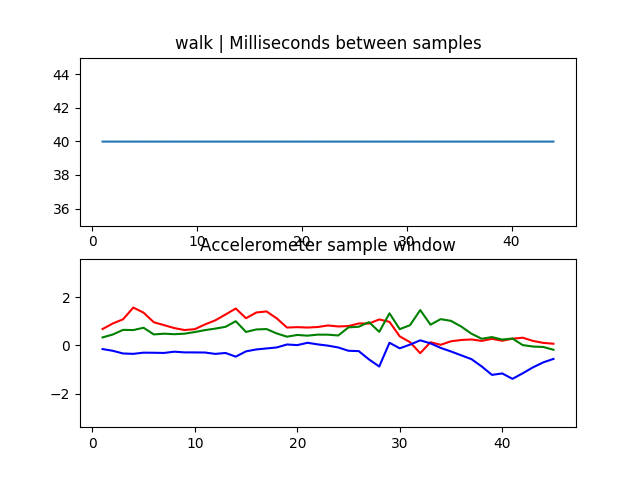 walk | Milliseconds between samples
44
42
40
38
36
0 10 20 30 40
Accelerometer sample window
2
0
−2
0 10 20 30 40